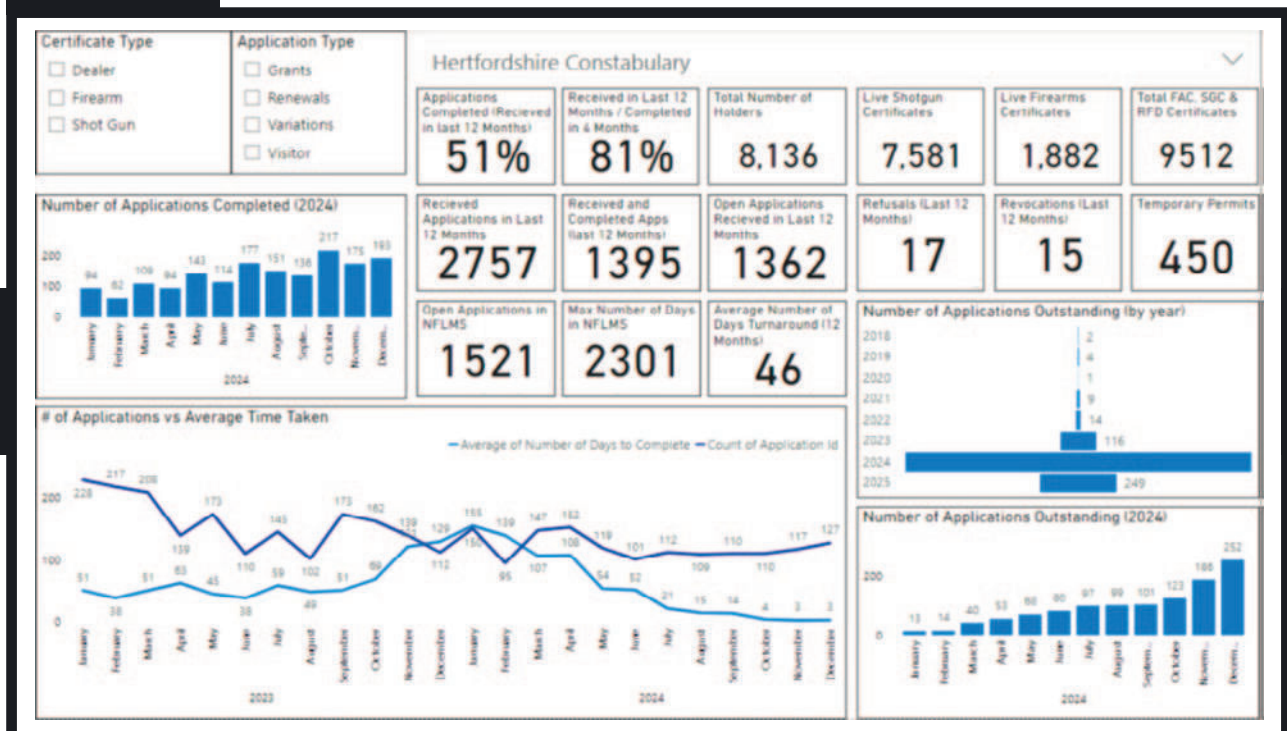 Certificate Type
Dealer
Firearm
Shot Gun
Application Type
Grants
Renewals
Variations
Visitor
Hertfordshire Constabulary
Applications
Completed (Recieved
in last 12 Months)
51%
Received in Last 12
Months / Completed
in 4 Months
81%
Total Number of
Holders
8,136
Live Shotgun
Certificates
7,581
Live Firearms
Certificates
1,882
Total FAC, SGC &
RFD Certificates
9512
Number of Applications Completed (2024)
200
100
0
94
62
109
94
143
114
177
151
136
217
175
193
January
February
March
April
May
June
July
August
Septe...
October
Novem...
Decem...
2024
Recieved
Applications in Last
12 Months
2757
Received and
Completed Apps
(last 12 Months)
1395
Open Applications
Recieved in Last 12
Months
1362
Refusals (Last 12
Months)
17
Revocations (Last
12 Months)
15
Temporary Permits
450
Open Applications in
NFLMS
1521
Max Number of Days
in NFLMS
2301
Average Number of
Days Turnaround (12
Months)
46
Number of Applications Outstanding (by year)
2018
2
2019
4
2020
1
2021
9
2022
14
2023
116
2024
2025
249
# of Applications vs Average Time Taken
Average of Number of Days to Complete
Count of Application Id
200
100
0
228
217
208
139
173
110
145
102
173
162
139
112
150
95
147
152
119
101
112
109
110
110
117
127
51
38
51
63
45
38
59
49
51
69
129
155
139
107
108
54
52
21
15
14
4
3
3
January
February
March
April
May
June
July
August
September
October
November
December
January
February
March
April
May
June
July
August
September
October
November
December
2023
2024
Number of Applications Outstanding (2024)
200
0
13
14
40
53
68
80
97
99
101
123
186
252
January
February
March
April
May
June
July
August
Septem...
October
Novem...
Decem...
2024